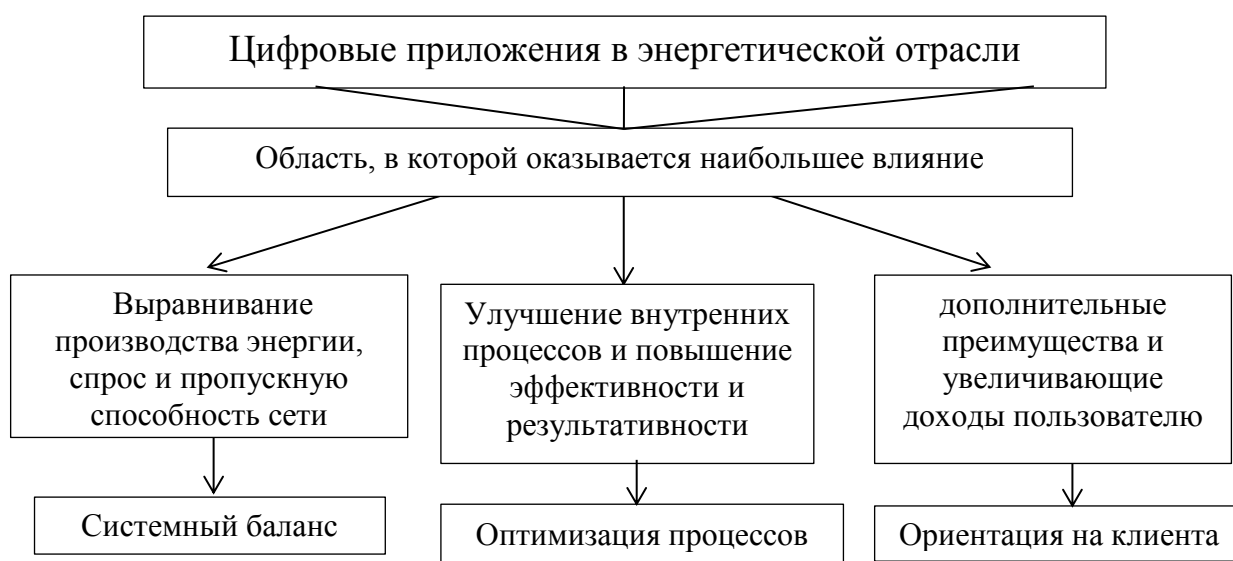 Цифровые приложения в энергетической отрасли
Область, в которой оказывается наибольшее влияние
Выравнивание
производства энергии,
спрос и пропускную
способность сети
Улучшение внутренних
процессов и повышение
эффективности и
результативности
дополнительные
преимущества и
увеличивающие
доходы пользователю
Системный баланс
Оптимизация процессов
Ориентация на клиента